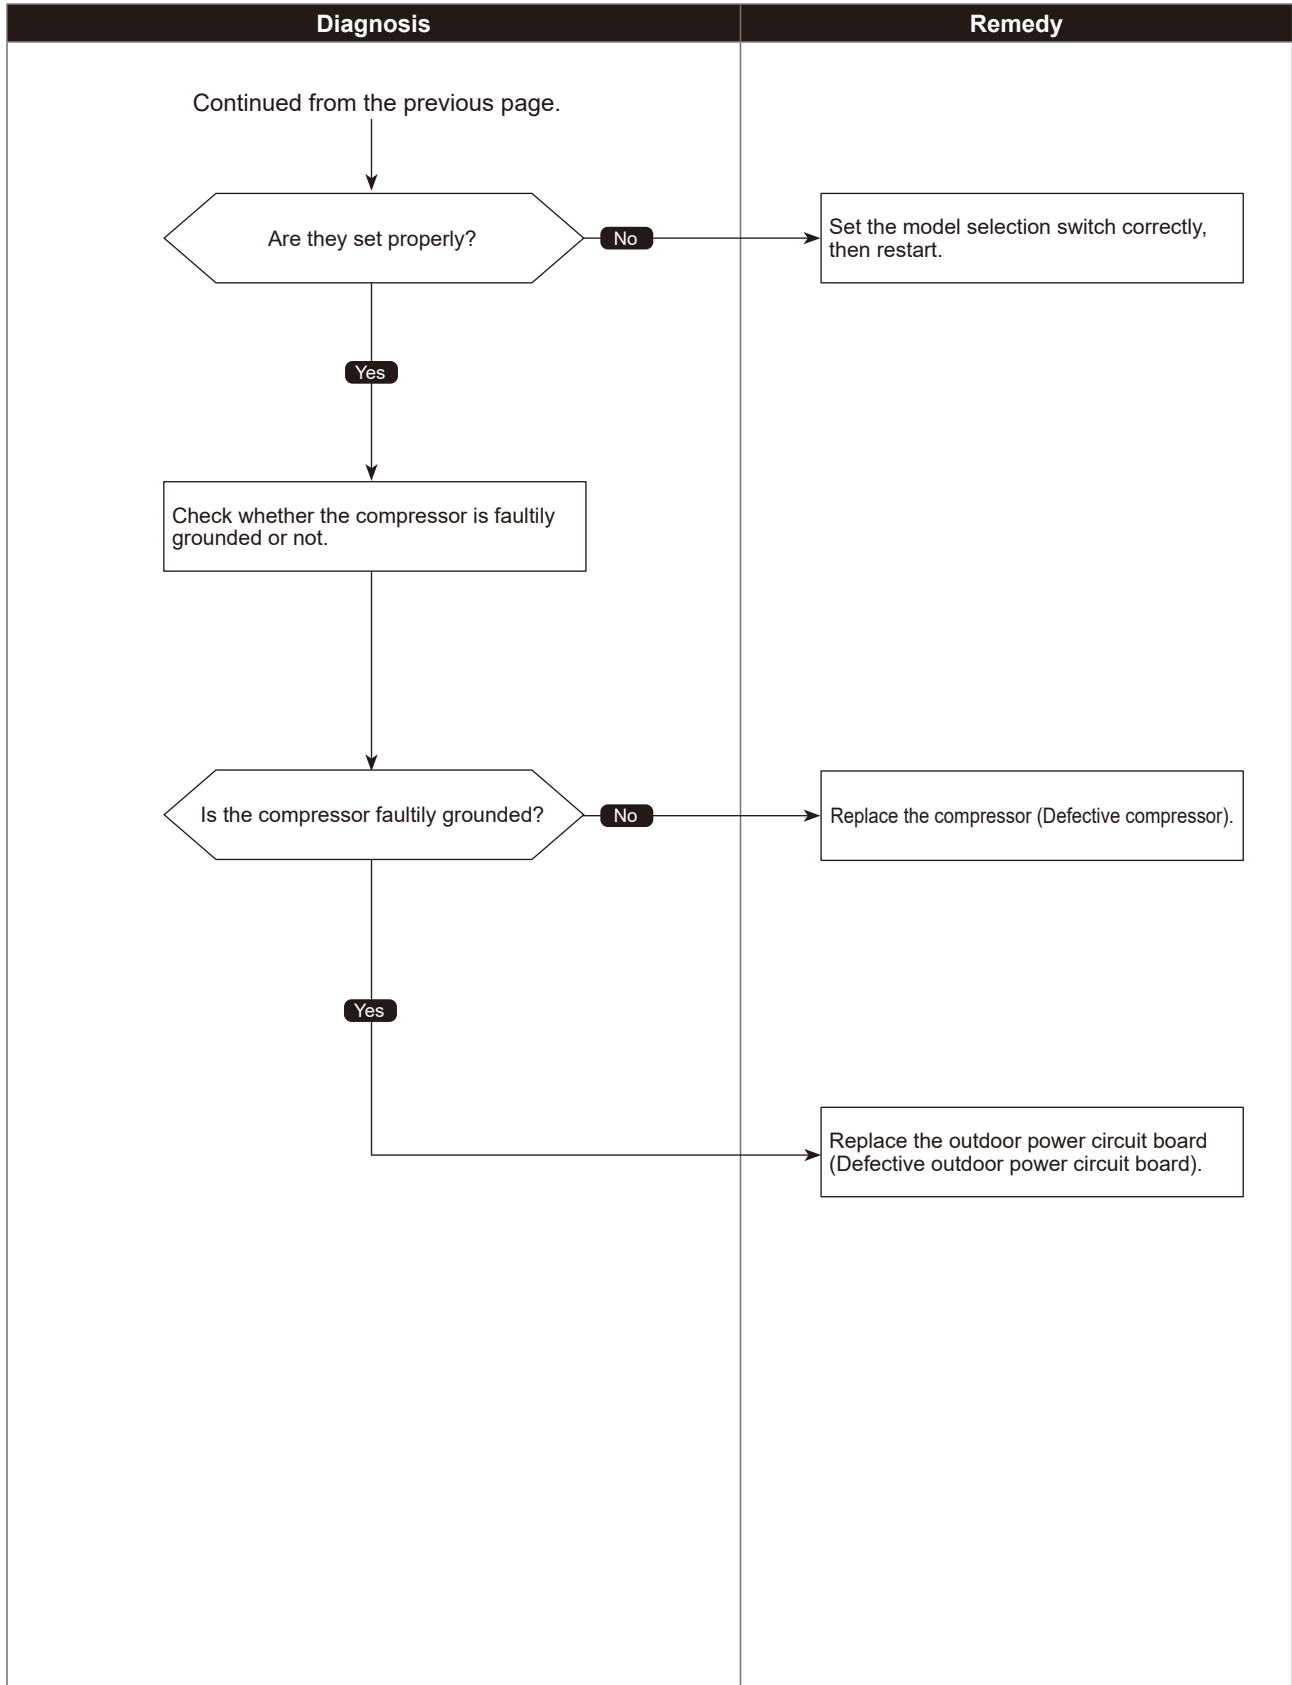 Diagnosis
Remedy
Continued from the previous page.
Are they set properly?
No
Set the model selection switch correctly,
then restart.
Yes
Check whether the compressor is faultily
grounded or not.
Is the compressor faultily grounded?
No
Replace the compressor (Defective compressor).
Yes
Replace the outdoor power circuit board
(Defective outdoor power circuit board).